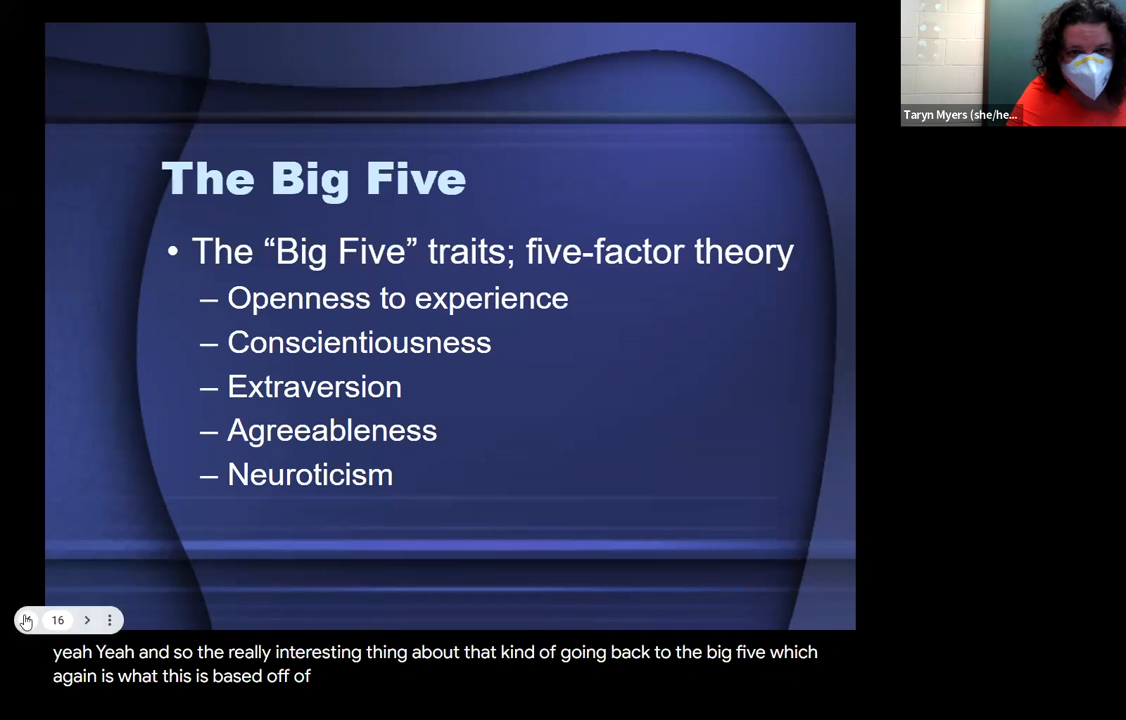 The Big Five
• The “Big Five” traits; five-factor theory
– Openness to experience
– Conscientiousness
– Extraversion
– Agreeableness
– Neuroticism
Taryn Myers (she/he...
16
yeah Yeah and so the really interesting thing about that kind of going back to the big five which
again is what this is based off of